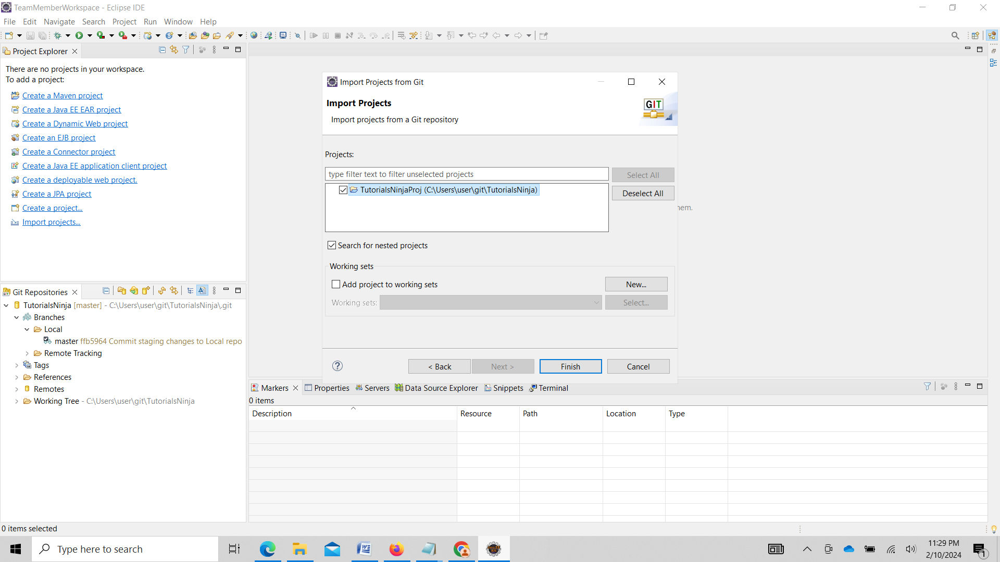 TeamMemberWorkspace - Eclipse IDE
File Edit Navigate Search Project Run Window Help
Project Explorer
There are no projects in your workspace.
To add a project:
Create a Maven project
Create a Java EE EAR project
Create a Dynamic Web project
Create an EJB project
Create a Connector project
Create a Java EE application client project
Create a deployable web project.
Create a JPA project
Create a project...
Import projects...
Import Projects from Git
Import Projects
Import projects from a Git repository
GIT
Projects:
type filter text to filter unselected projects
Select All
TutorialsNinjaProj (C:\Users\user\git\TutorialsNinja)
Deselect All
hem.
Search for nested projects
Working sets
Add project to working sets
New...
Working sets:
Select...
< Back
Next >
Finish
Cancel
Git Repositories
TutorialsNinja [master] - C:\Users\user\git\TutorialsNinja\.git
Branches
Local
master ffb5964 Commit staging changes to Local repo
Remote Tracking
Tags
References
Remotes
Working Tree - C:\Users\user\git\TutorialsNinja
Markers Properties Servers Data Source Explorer Snippets Terminal
0 items
Description Resource Path Location Type
0 items selected
Type here to search
11:29 PM
2/10/2024
1